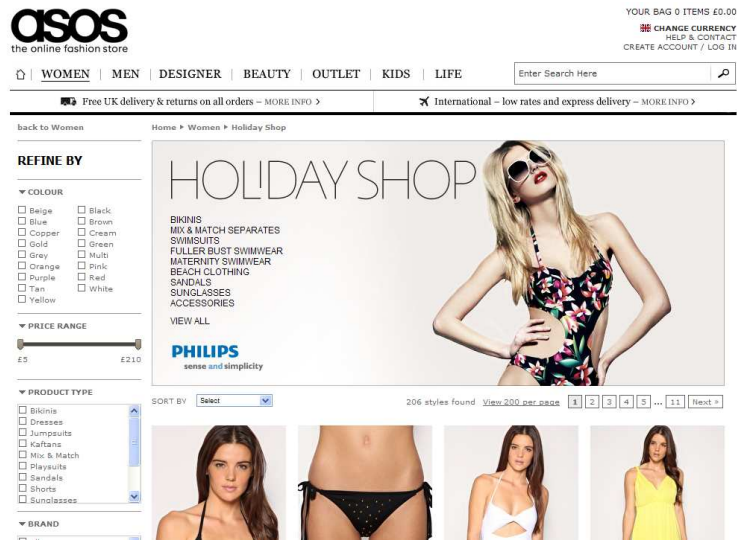 asos
the online fashion store
YOUR BAG 0 ITEMS £0.00
CHANGE CURRENCY
HELP & CONTACT
CREATE ACCOUNT / LOG IN
WOMEN MEN DESIGNER BEAUTY OUTLET KIDS LIFE
Enter Search Here
Free UK delivery & returns on all orders – MORE INFO >
International – low rates and express delivery – MORE INFO >
back to Women
Home Women Holiday Shop
REFINE BY
COLOUR
Beige Black
Blue Brown
Copper Cream
Gold Green
Grey Multi
Orange Pink
Purple Red
Tan White
Yellow
PRICE RANGE
£5 £210
PRODUCT TYPE
Bikinis
Dresses
Jumpsuits
Kaftans
Mix & Match
Playsuits
Sandals
Shorts
Sunglasses
BRAND
HOLIDAY SHOP
BIKINIS
MIX & MATCH SEPARATES
SWIMSUITS
FULLER BUST SWIMWEAR
MATERNITY SWIMWEAR
BEACH CLOTHING
SANDALS
SUNGLASSES
ACCESSORIES
VIEW ALL
PHILIPS
sense and simplicity
SORT BY Select
206 styles found View 200 per page 1 2 3 4 5 ... 11 Next »